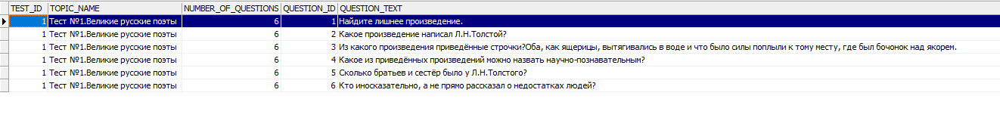 TEST_ID TOPIC_NAME NUMBER_OF_QUESTIONS QUESTION_ID QUESTION_TEXT
1 Тест №1.Великие русские поэты 6 1 Найдите лишнее произведение.
1 Тест №1.Великие русские поэты 6 2 Какое произведение написал Л.Н.Толстой?
1 Тест №1.Великие русские поэты 6 3 Из какого произведения приведённые строчки?Оба, как ящерицы, вытягивались в воде и что было силы поплыли к тому месту, где был бочонок над якорем.
1 Тест №1.Великие русские поэты 6 4 Какое из приведённых произведений можно назвать научно-познавательным?
1 Тест №1.Великие русские поэты 6 5 Сколько братьев и сестёр было у Л.Н.Толстого?
1 Тест №1.Великие русские поэты 6 6 Кто иносказательно, а не прямо рассказал о недостатках людей?